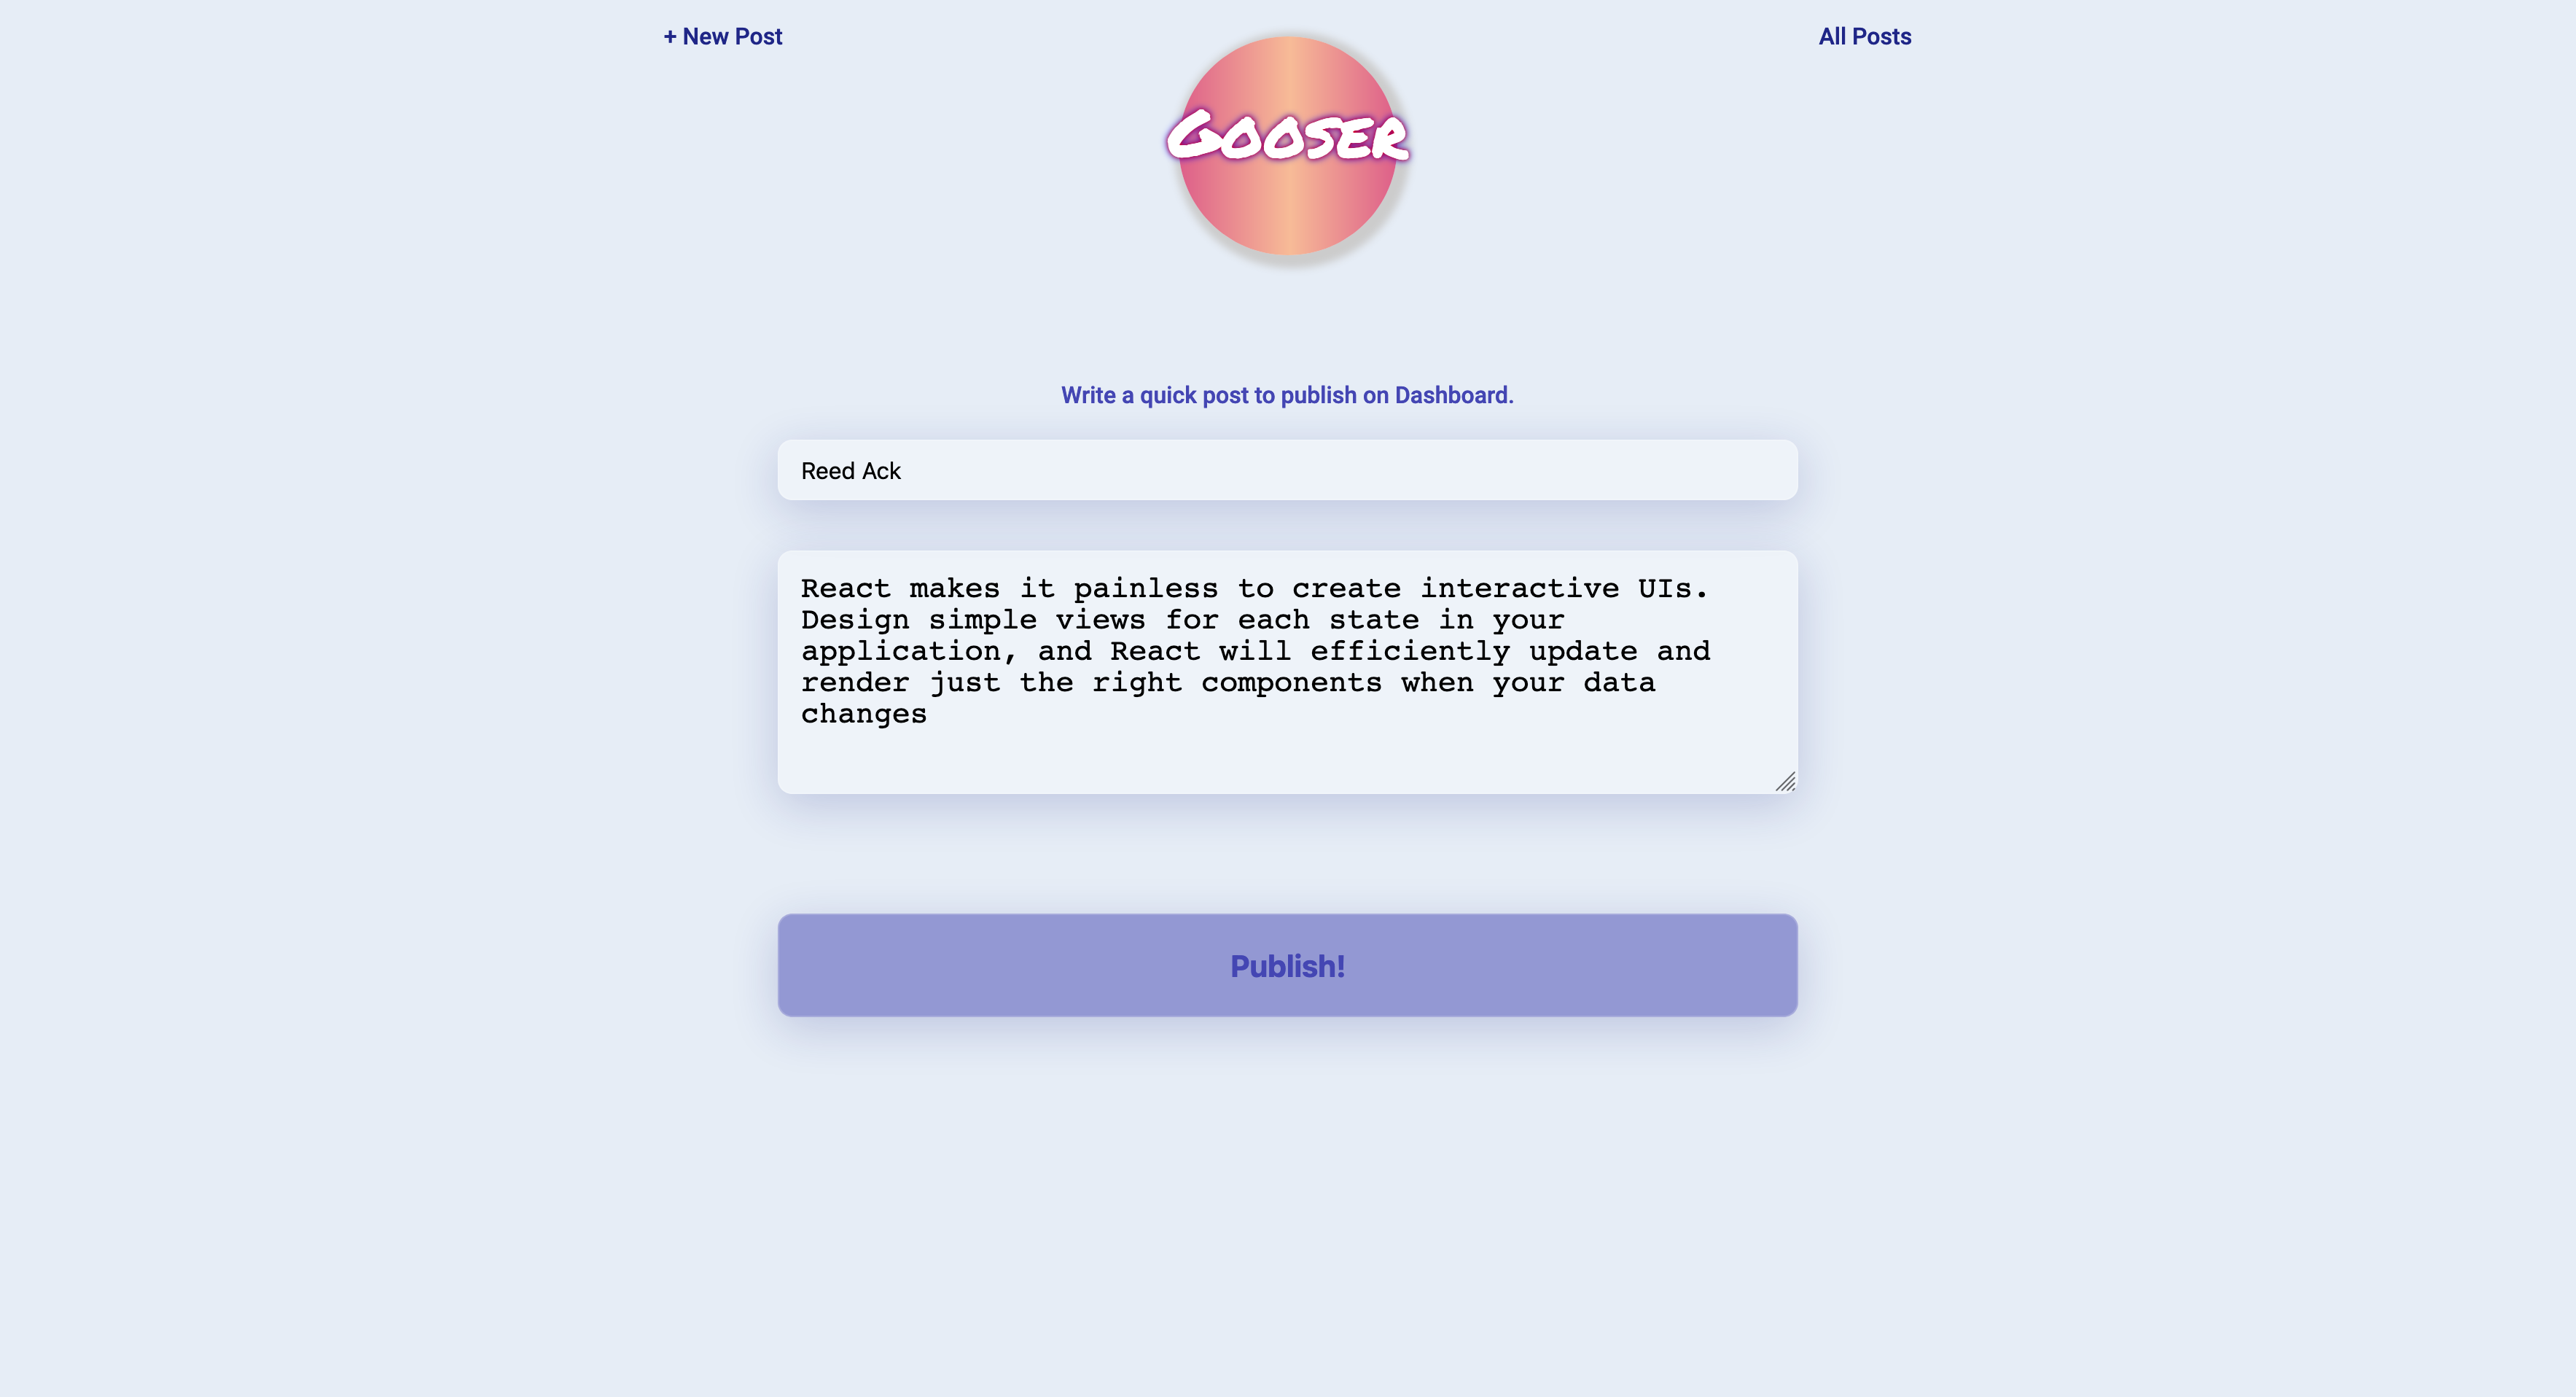 + New Post
All Posts
GOOSER
Write a quick post to publish on Dashboard.
Reed Ack
React makes it painless to create interactive UIs.
Design simple views for each state in your
application, and React will efficiently update and
render just the right components when your data
changes
Publish!